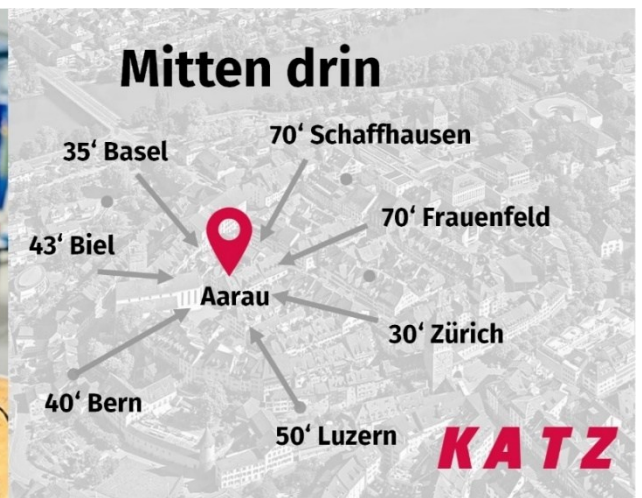 Mitten drin
70‘ Schaffhausen
35‘ Basel
70‘ Frauenfeld
43‘ Biel
Aarau
30‘ Zürich
40‘ Bern
50‘ Luzern
KATZ